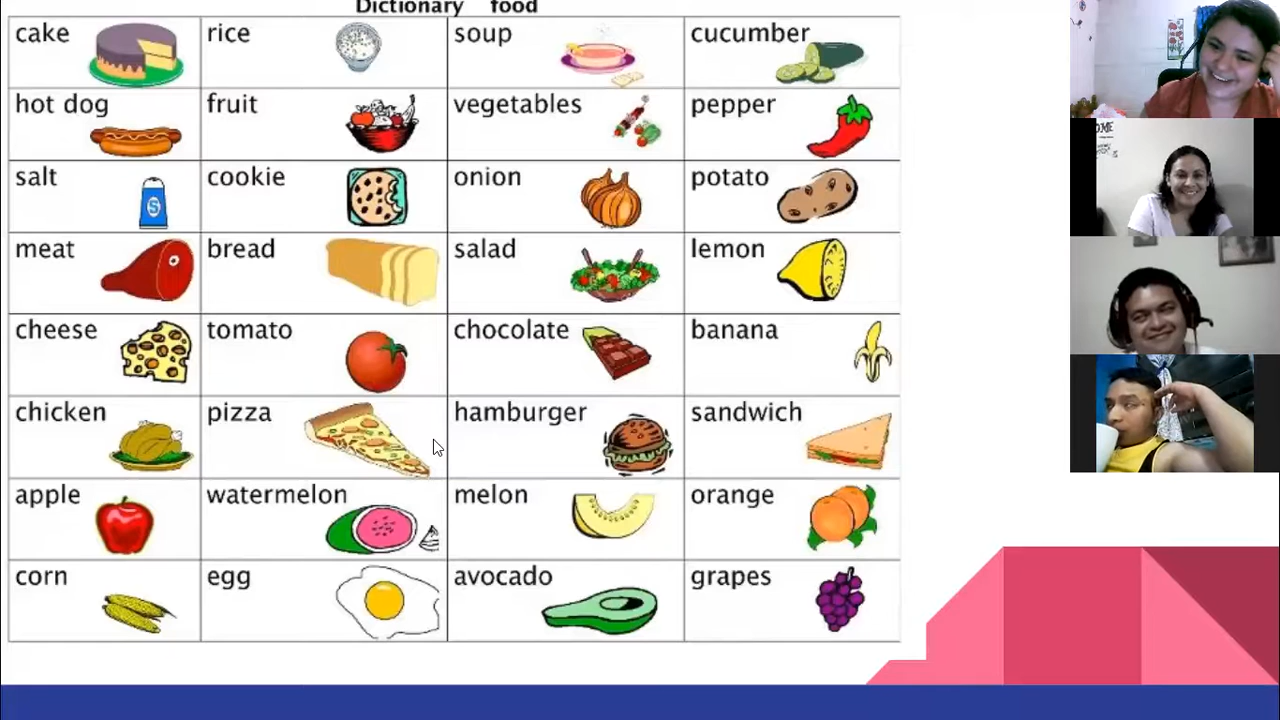 Dictionary food
cake rice soup cucumber
hot dog fruit vegetables pepper
salt cookie onion potato
S
meat bread salad lemon
cheese tomato chocolate banana
chicken pizza hamburger sandwich
apple watermelon melon orange
corn egg avocado grapes